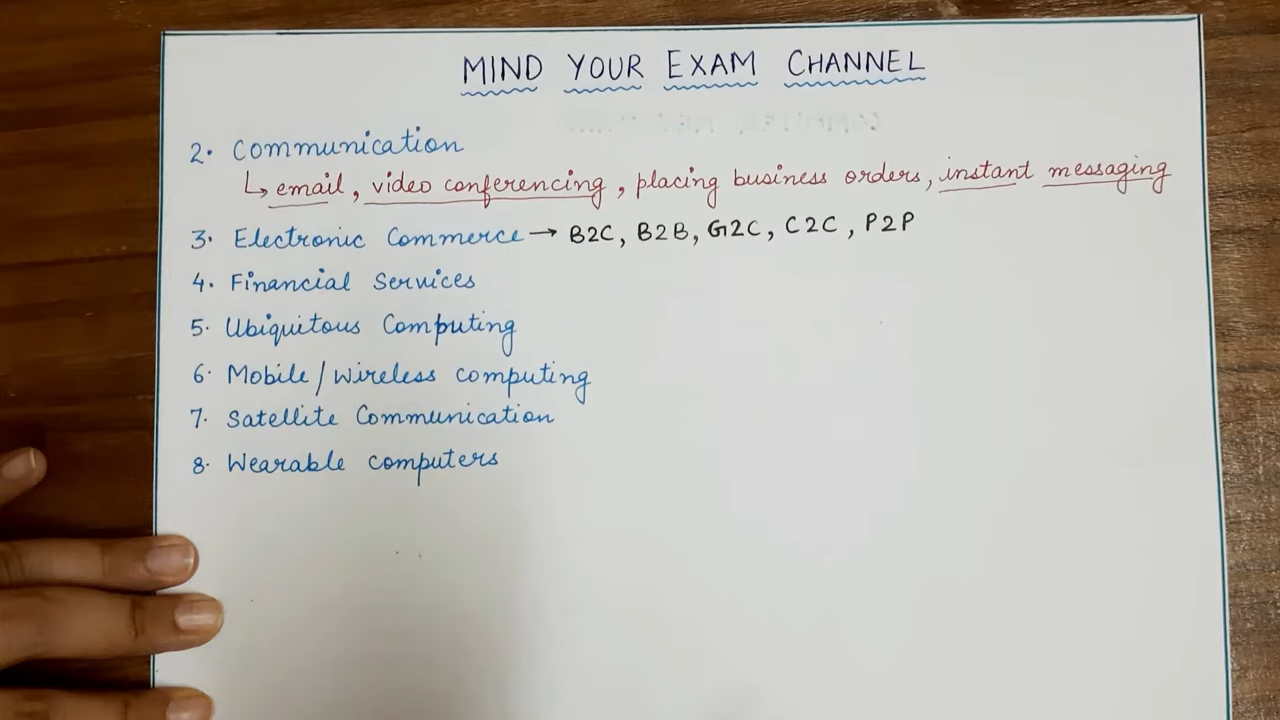 MIND YOUR EXAM CHANNEL
2. Communication
↳ email, video conferencing, placing business orders, instant messaging
3. Electronic Commerce → B2C, B2B, G2C, C2C, P2P
4. Financial Services
5. Ubiquitous Computing
6. Mobile/wireless computing
7. Satellite Communication
8. Wearable computers